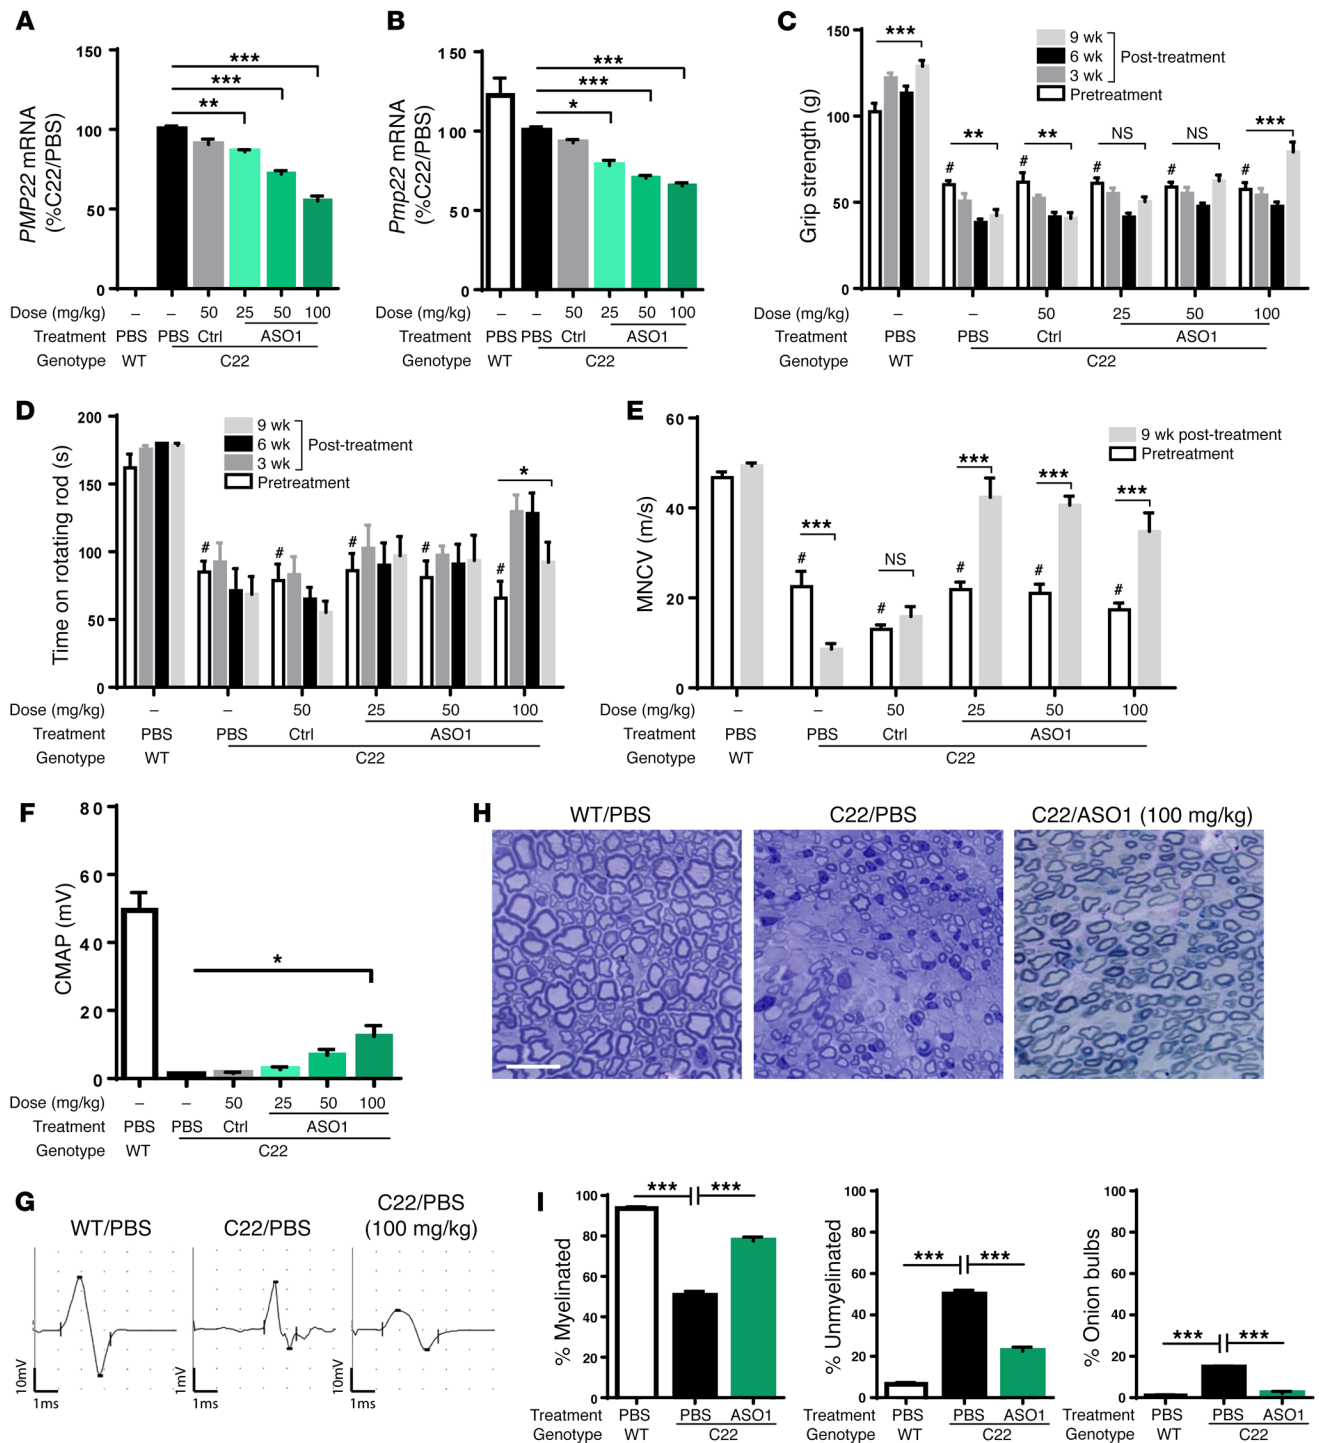 A
150
100
50
0
PMP22 mRNA
(%C22/PBS)
**
***
***
Dose (mg/kg) – – 50 25 50 100
Treatment PBS PBS Ctrl ASO1
Genotype WT C22
B
150
100
50
0
Pmp22 mRNA
(%C22/PBS)
*
***
***
– – 50 25 50 100
PBS PBS Ctrl ASO1
WT C22
C
150
100
50
0
Grip strength (g)
9 wk
6 wk Post-treatment
3 wk
Pretreatment
*** ** ** NS NS ***
# # # # #
Dose (mg/kg) – – 50 25 50 100
Treatment PBS PBS Ctrl ASO1
Genotype WT C22
D
200
150
100
50
0
Time on rotating rod (s)
9 wk
6 wk Post-treatment
3 wk
Pretreatment
*
# # # # #
Dose (mg/kg) – – 50 25 50 100
Treatment PBS PBS Ctrl ASO1
Genotype WT C22
E
60
40
20
0
MNCV (m/s)
9 wk post-treatment
Pretreatment
*** NS *** *** ***
# # # # #
Dose (mg/kg) – – 50 25 50 100
Treatment PBS PBS Ctrl ASO1
Genotype WT C22
F
80
60
40
20
0
CMAP (mV)
*
Dose (mg/kg) – – 50 25 50 100
Treatment PBS PBS Ctrl ASO1
Genotype WT C22
H
WT/PBS C22/PBS C22/ASO1 (100 mg/kg)
G
WT/PBS C22/PBS C22/PBS
(100 mg/kg)
10mV 1mV 10mV
1ms 1ms 1ms
I
100
80
60
40
20
0
% Myelinated
*** ***
Treatment PBS PBS ASO1
Genotype WT C22
100
80
60
40
20
0
% Unmyelinated
*** ***
Treatment PBS PBS ASO1
Genotype WT C22
100
80
60
40
20
0
% Onion bulbs
*** ***
Treatment PBS PBS ASO1
Genotype WT C22